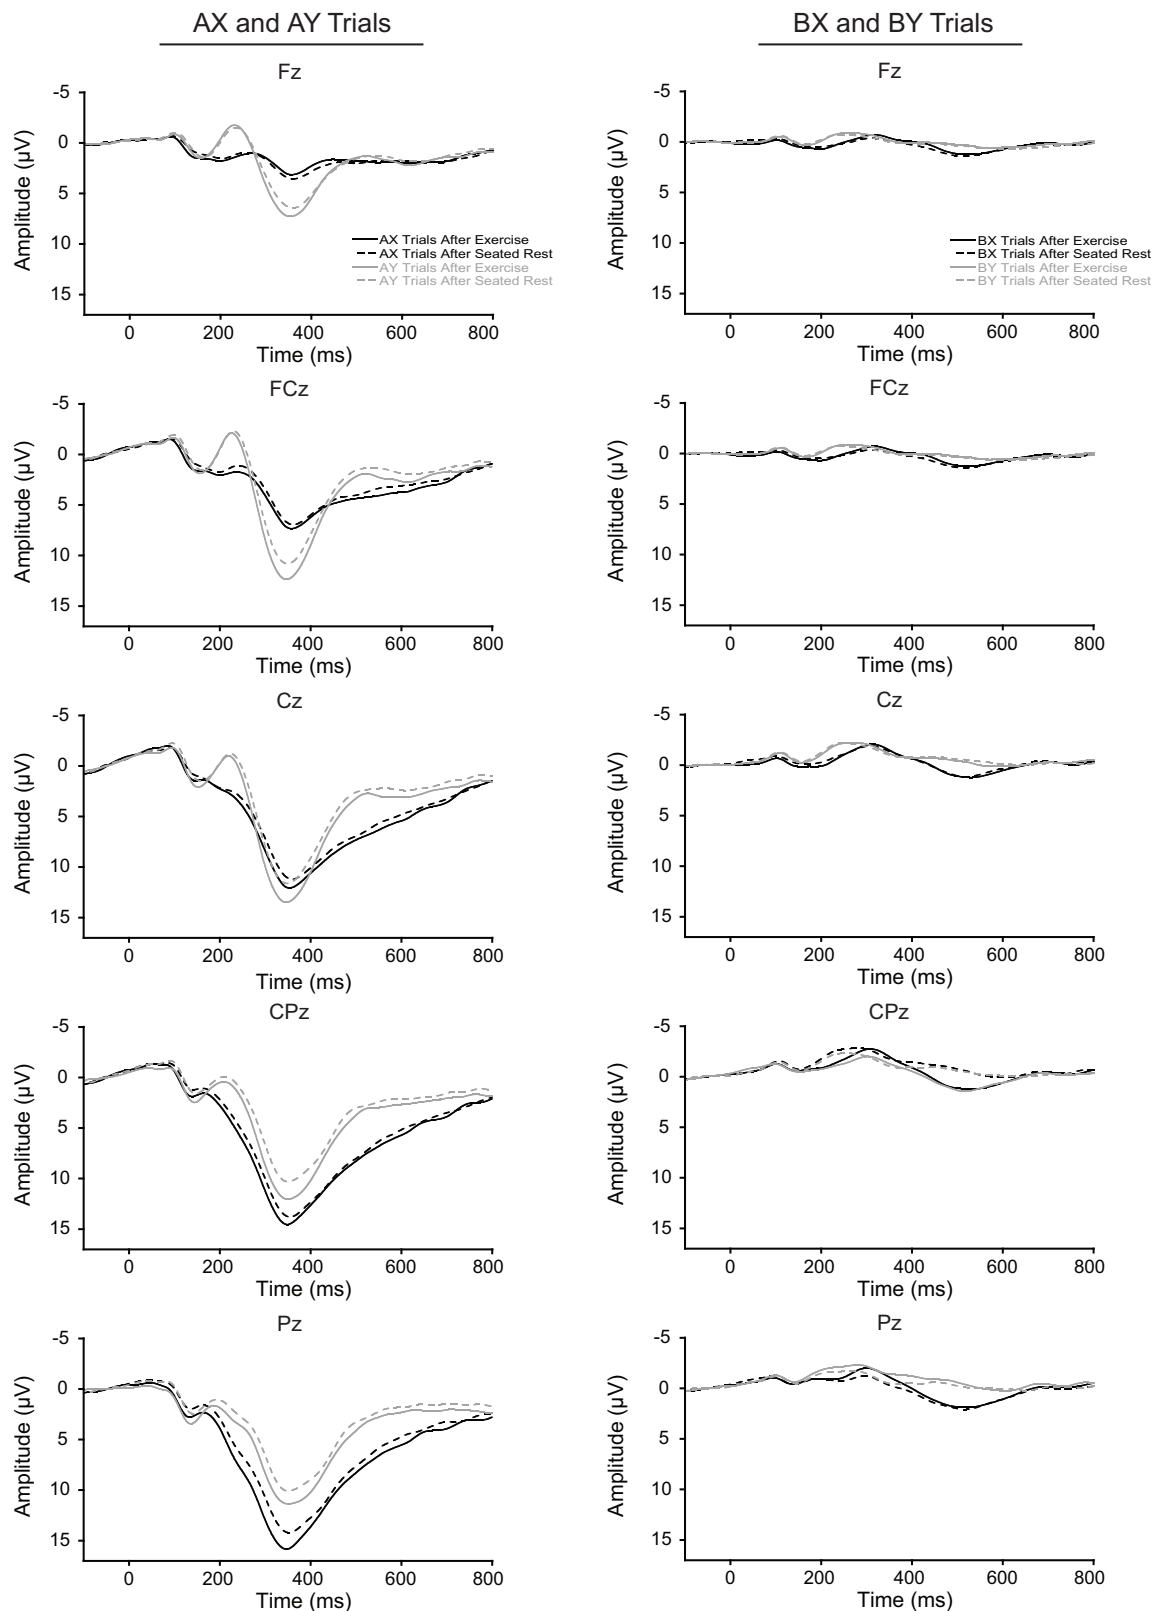 AX and AY Trials
Fz
-5
0
5
10
15
Amplitude (µV)
AX Trials After Exercise
AX Trials After Seated Rest
AY Trials After Exercise
AY Trials After Seated Rest
0 200 400 600 800
Time (ms)
FCz
-5
0
5
10
15
Amplitude (µV)
0 200 400 600 800
Time (ms)
Cz
-5
0
5
10
15
Amplitude (µV)
0 200 400 600 800
Time (ms)
CPz
-5
0
5
10
15
Amplitude (µV)
0 200 400 600 800
Time (ms)
Pz
-5
0
5
10
15
Amplitude (µV)
0 200 400 600 800
Time (ms)
BX and BY Trials
Fz
-5
0
5
10
15
Amplitude (µV)
BX Trials After Exercise
BX Trials After Seated Rest
BY Trials After Exercise
BY Trials After Seated Rest
0 200 400 600 800
Time (ms)
FCz
-5
0
5
10
15
Amplitude (µV)
0 200 400 600 800
Time (ms)
Cz
-5
0
5
10
15
Amplitude (µV)
0 200 400 600 800
Time (ms)
CPz
-5
0
5
10
15
Amplitude (µV)
0 200 400 600 800
Time (ms)
Pz
-5
0
5
10
15
Amplitude (µV)
0 200 400 600 800
Time (ms)